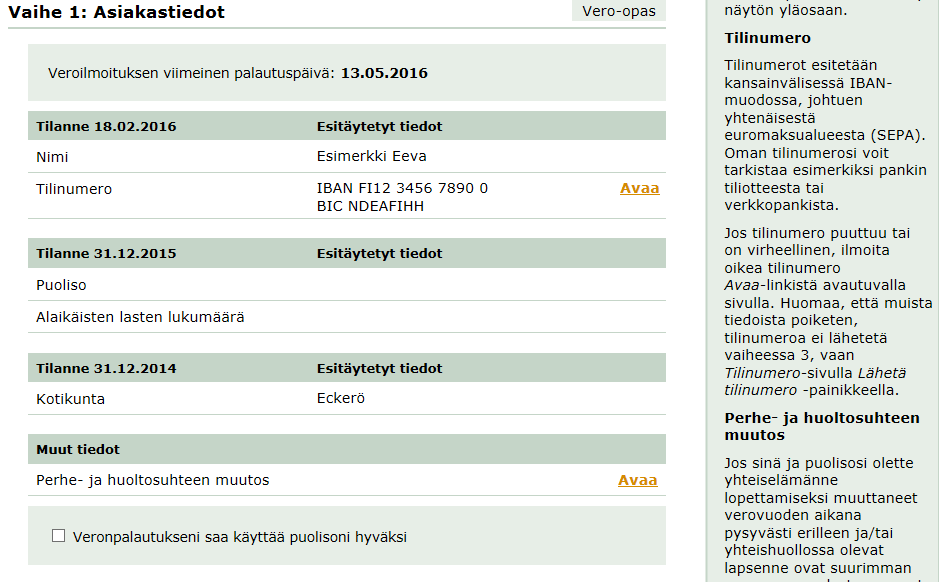 Vaihe 1: Asiakastiedot
Vero-opas
Veroilmoituksen viimeinen palautuspäivä: 13.05.2016
Tilanne 18.02.2016 Esitäytetyt tiedot
Nimi Esimerkki Eeva
Tilinumero IBAN FI12 3456 7890 0 Avaa
BIC NDEAFIHH
Tilanne 31.12.2015 Esitäytetyt tiedot
Puoliso
Alaikäisten lasten lukumäärä
Tilanne 31.12.2014 Esitäytetyt tiedot
Kotikunta Eckerö
Muut tiedot
Perhe- ja huoltosuhteen muutos Avaa
Veronpalautukseni saa käyttää puolisoni hyväksi
näytön yläosaan.
Tilinumero
Tilinumerot esitetään
kansainvälisessä IBAN-
muodossa, johtuen
yhtenäisestä
euromaksualueesta (SEPA).
Oman tilinumerosi voit
tarkistaa esimerkiksi pankin
tiliotteesta tai
verkkopankista.
Jos tilinumero puuttuu tai
on virheellinen, ilmoita
oikea tilinumero
Avaa-linkistä avautuvalla
sivulla. Huomaa, että muista
tiedoista poiketen,
tilinumeroa ei lähetetä
vaiheessa 3, vaan
Tilinumero-sivulla Lähetä
tilinumero -painikkeella.
Perhe- ja huoltosuhteen
muutos
Jos sinä ja puolisosi olette
yhteiselämänne
lopettamiseksi muuttaneet
verovuoden aikana
pysyvästi erilleen ja/tai
yhteishuollossa olevat
lapsenne ovat suurimman